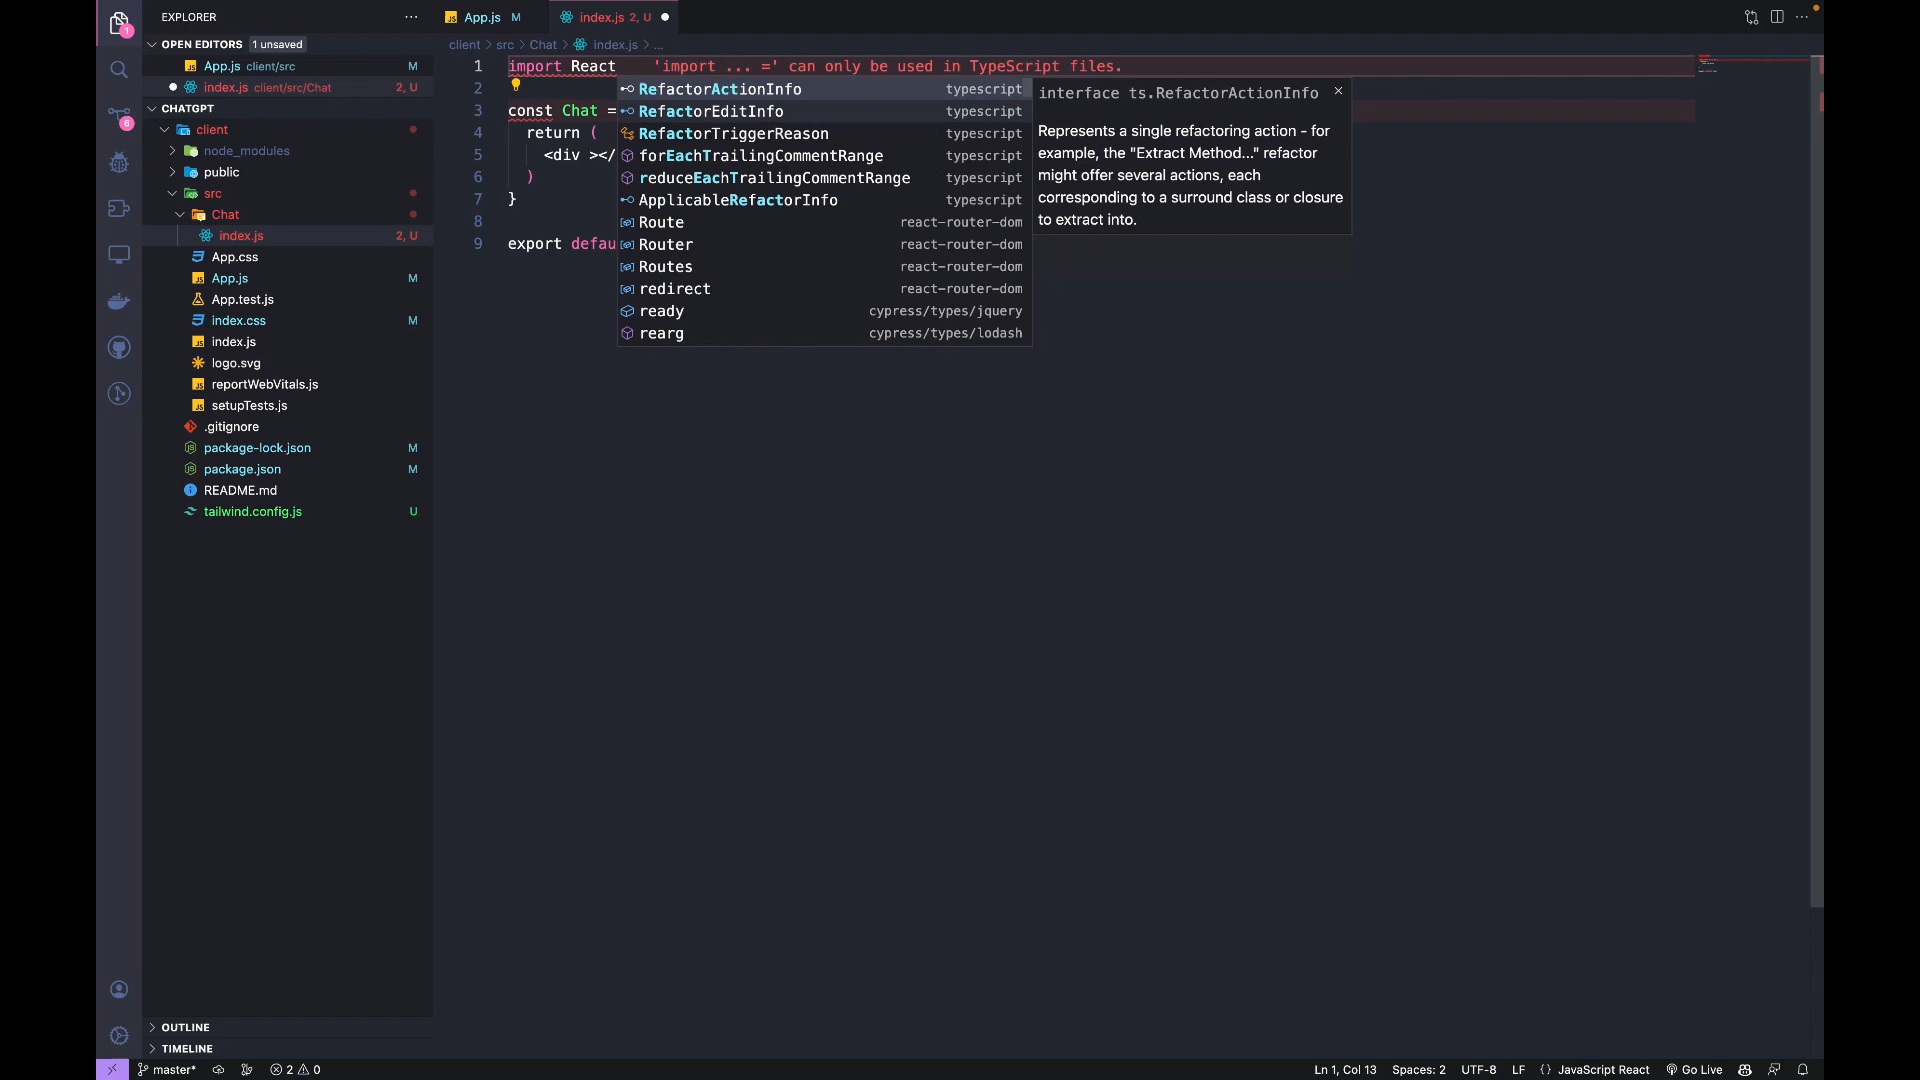 EXPLORER
OPEN EDITORS 1 unsaved
App.js client/src M
index.js client/src/Chat 2, U
CHATGPT
client
node_modules
public
src
Chat
index.js 2, U
App.css
App.js M
App.test.js
index.css M
index.js
logo.svg
reportWebVitals.js
setupTests.js
.gitignore
package-lock.json M
package.json M
README.md
tailwind.config.js U
OUTLINE
TIMELINE
1
6
App.js M
index.js 2, U
client > src > Chat > index.js > ...
1 import React 'import ... =' can only be used in TypeScript files.
2
3 const Chat =
4 return (
5 <div ></
6 )
7 }
8
9 export defau
RefactorActionInfo typescript
RefactorEditInfo typescript
RefactorTriggerReason typescript
forEachTrailingCommentRange typescript
reduceEachTrailingCommentRange typescript
ApplicableRefactorInfo typescript
Route react-router-dom
Router react-router-dom
Routes react-router-dom
redirect react-router-dom
ready cypress/types/jquery
rearg cypress/types/lodash
interface ts.RefactorActionInfo
Represents a single refactoring action - for
example, the "Extract Method..." refactor
might offer several actions, each
corresponding to a surround class or closure
to extract into.
master* 2 0 Ln 1, Col 13 Spaces: 2 UTF-8 LF {} JavaScript React Go Live